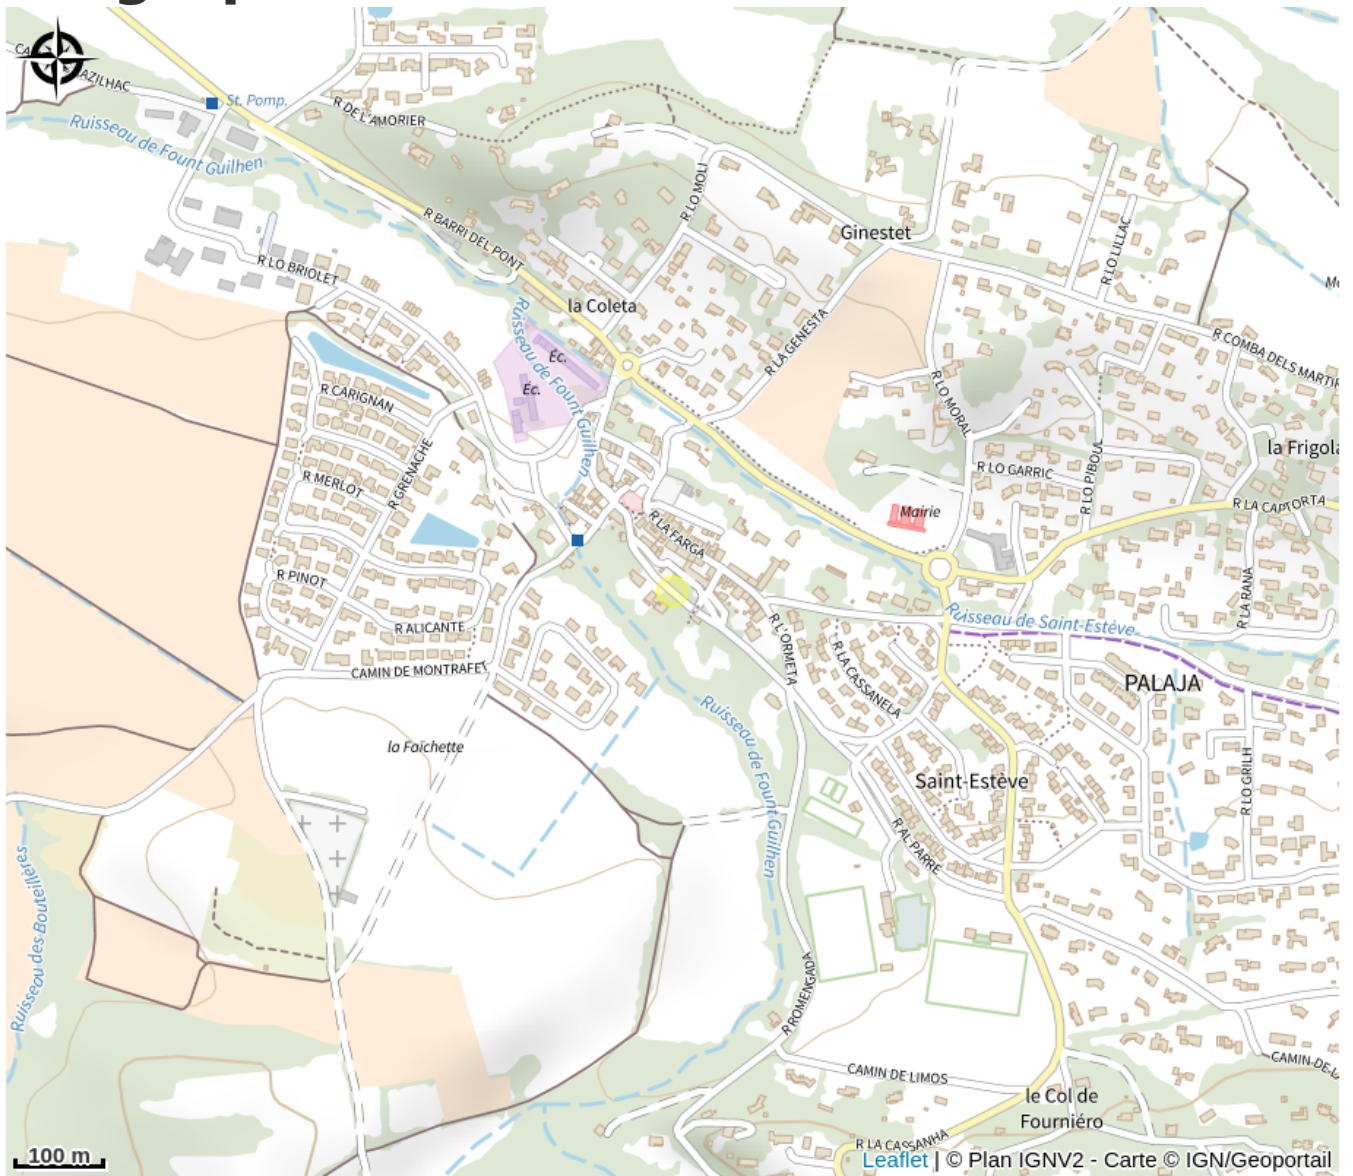 AZILHAC
St. Pomp.
R DE L'AMORIER
Ruisseau de Fount Guilhen
R LO MOLI
R BARRI DEL PONT
Ginestet
R LO LILLAC
R LO BRIOLET
Ruisseau de Fount Guilhen
la Coleta
R LA GENESTA
R COMBA DELS MARTIR
Éc.
Éc.
R CARIGNAN
R LO MORAL
R GRENACHE
R MERLOT
R LO GARRIC
R LO PIBOUL
la Frigola
R LA CAPTORTA
Mairie
R LA FARGA
R PINOT
R ALICANTE
R LA RANA
Ruisseau de Saint-Estève
R L'ORMETA
R LA CASSANELA
CAMIN DE MONTRAFET
PALAJA
Ruisseau de Fount Guilhen
la Faïchette
Saint-Estève
R LO GRILH
R AL PARRE
Ruisseau des Bouteillères
R ROMENGADA
CAMIN DE LIMOS
CAMIN-DE-L
le Col de
Fourniéro
R LA CASSANHA
100 m
Leaflet | © Plan IGNV2 - Carte © IGN/Geoportail